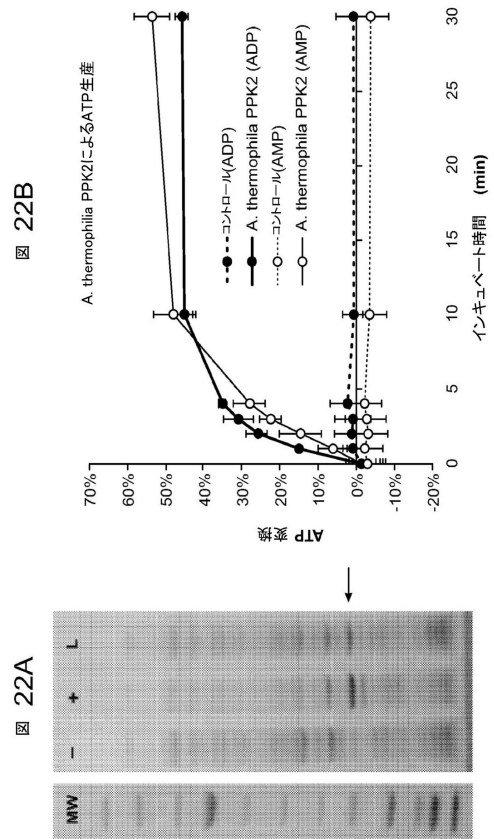 図 22A
MW
− + L
図 22B
A. thermophilia PPK2によるATP生産
ATP 変換
70%
60%
50%
40%
30%
20%
10%
0%
-10%
-20%
コントロール(ADP)
A. thermophila PPK2 (ADP)
コントロール(AMP)
A. thermophila PPK2 (AMP)
0 5 10 15 20 25 30
インキュベート時間 (min)